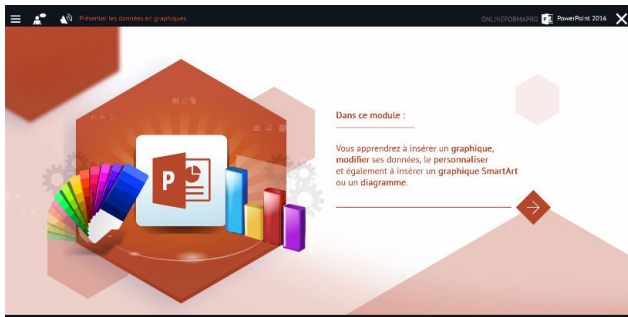 Présenter les données en graphiques
ONLINEFORMAPRO PowerPoint 2016
Dans ce module :
Vous apprendrez à insérer un graphique,
modifier ses données, le personnaliser
et également à insérer un graphique SmartArt
ou un diagramme.
P